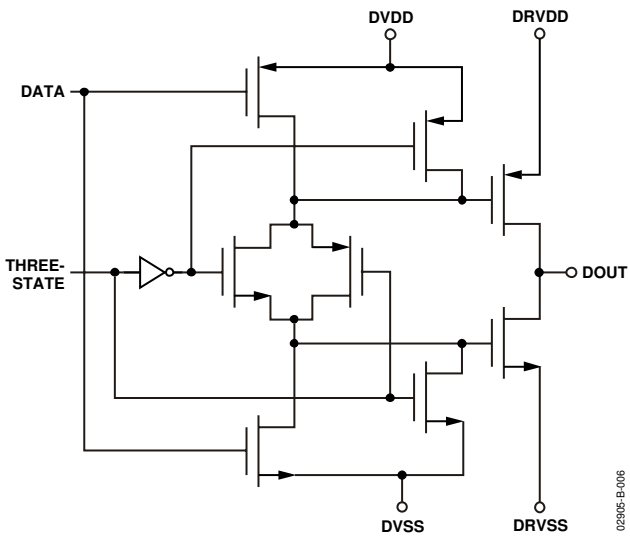 DVDD
DRVDD
DATA
THREE-
STATE
DOUT
DVSS
DRVSS
02905-B-006